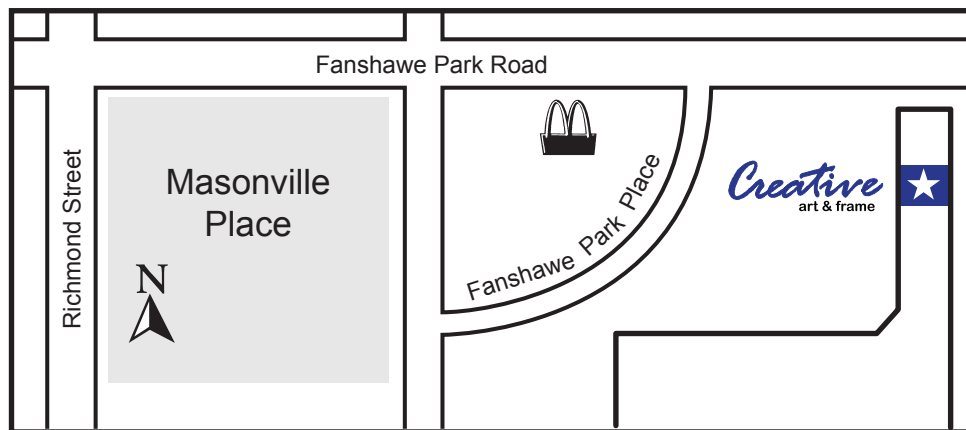 Fanshawe Park Road
Richmond Street
Masonville
Place
N
Fanshawe Park Place
Creative
art & frame